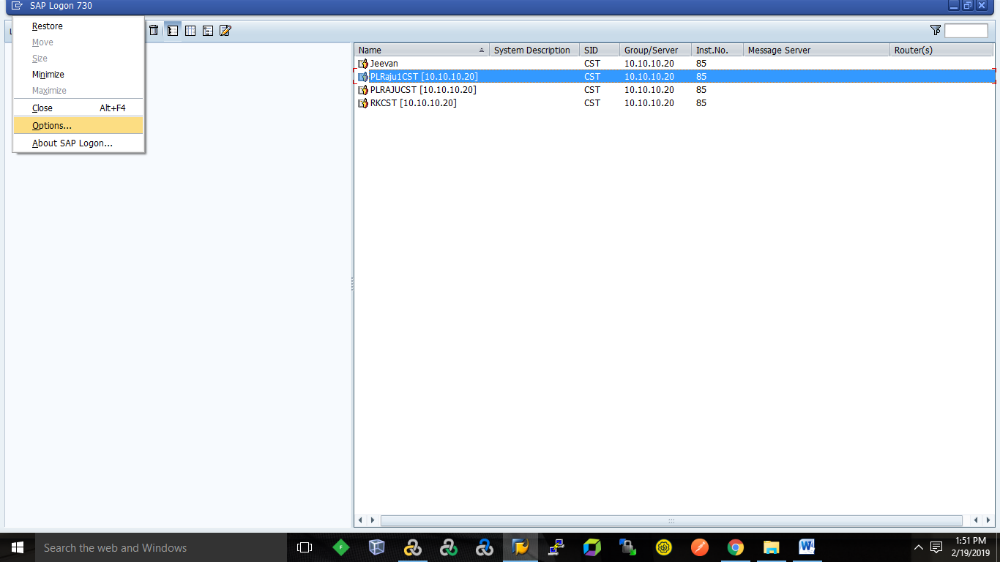 SAP Logon 730
Restore
Move
Size
Minimize
Maximize
Close Alt+F4
Options...
About SAP Logon...
Name System Description SID Group/Server Inst.No. Message Server Router(s)
Jeevan CST 10.10.10.20 85
PLRaju1CST [10.10.10.20] CST 10.10.10.20 85
PLRAJUCST [10.10.10.20] CST 10.10.10.20 85
RKCST [10.10.10.20] CST 10.10.10.20 85
Search the web and Windows
1:51 PM
2/19/2019